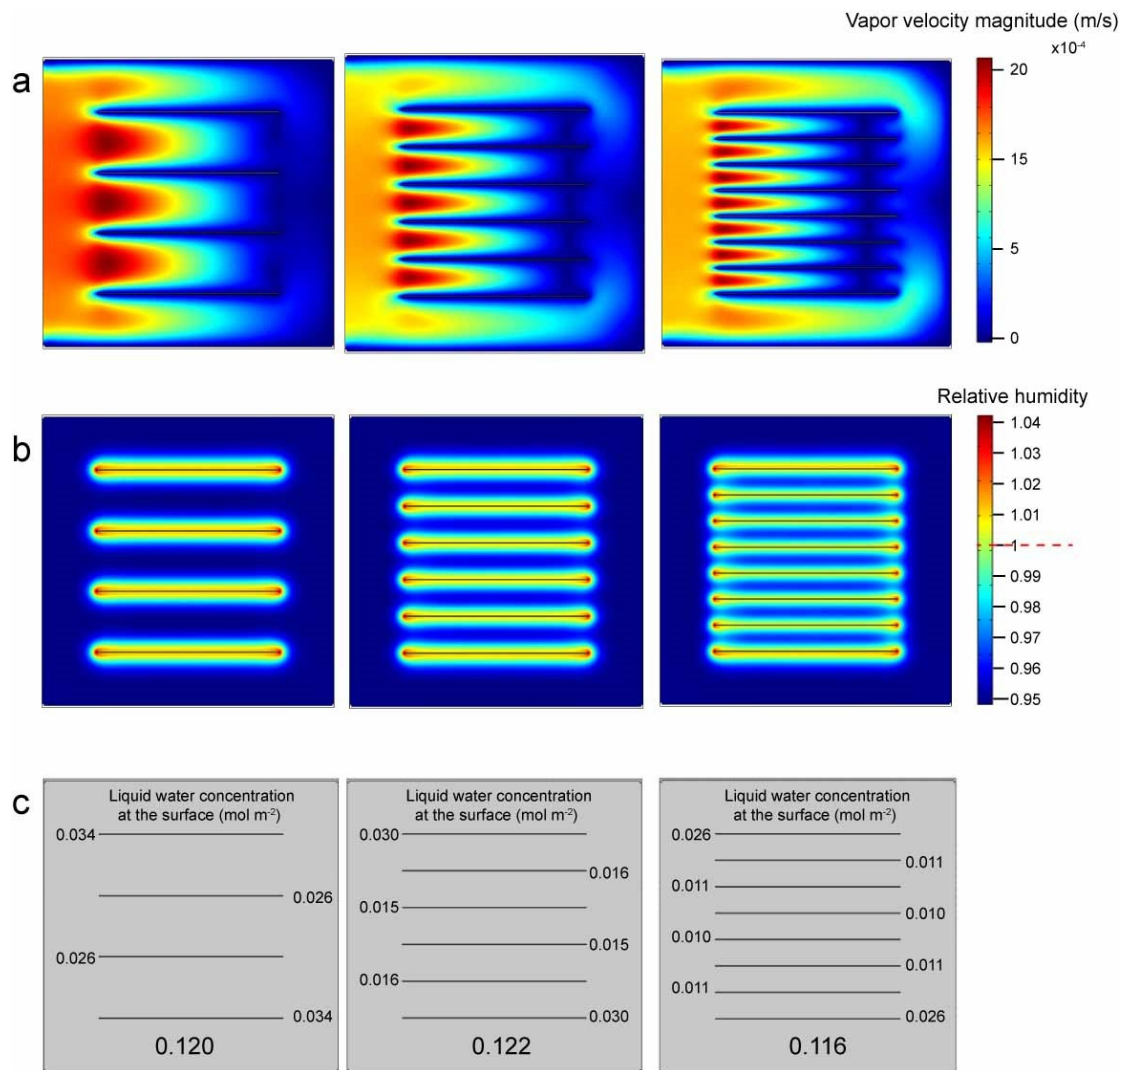 Vapor velocity magnitude (m/s)
x10⁻⁴
a
20
15
5
0
Relative humidity
b
1.04
1.03
1.02
1.01
1
0.99
0.98
0.97
0.96
0.95
c
Liquid water concentration
at the surface (mol m⁻²)
0.034
0.026
0.026
0.034
0.120
Liquid water concentration
at the surface (mol m⁻²)
0.030
0.016
0.015
0.015
0.016
0.030
0.122
Liquid water concentration
at the surface (mol m⁻²)
0.026
0.011
0.011
0.010
0.010
0.011
0.011
0.026
0.116